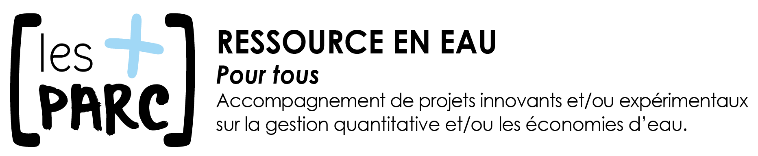 les +
PARC
RESSOURCE EN EAU
Pour tous
Accompagnement de projets innovants et/ou expérimentaux
sur la gestion quantitative et/ou les économies d'eau.